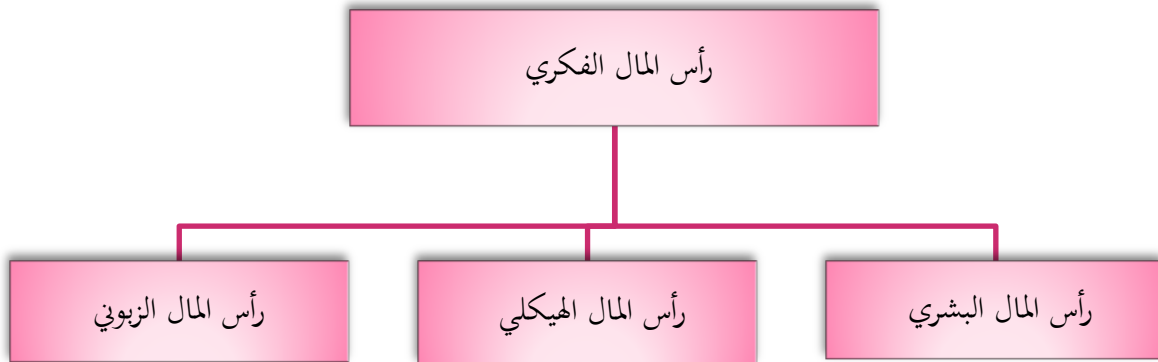 رأس المال الفكري
رأس المال البشري
رأس المال الهيكلي
رأس المال الزبوني